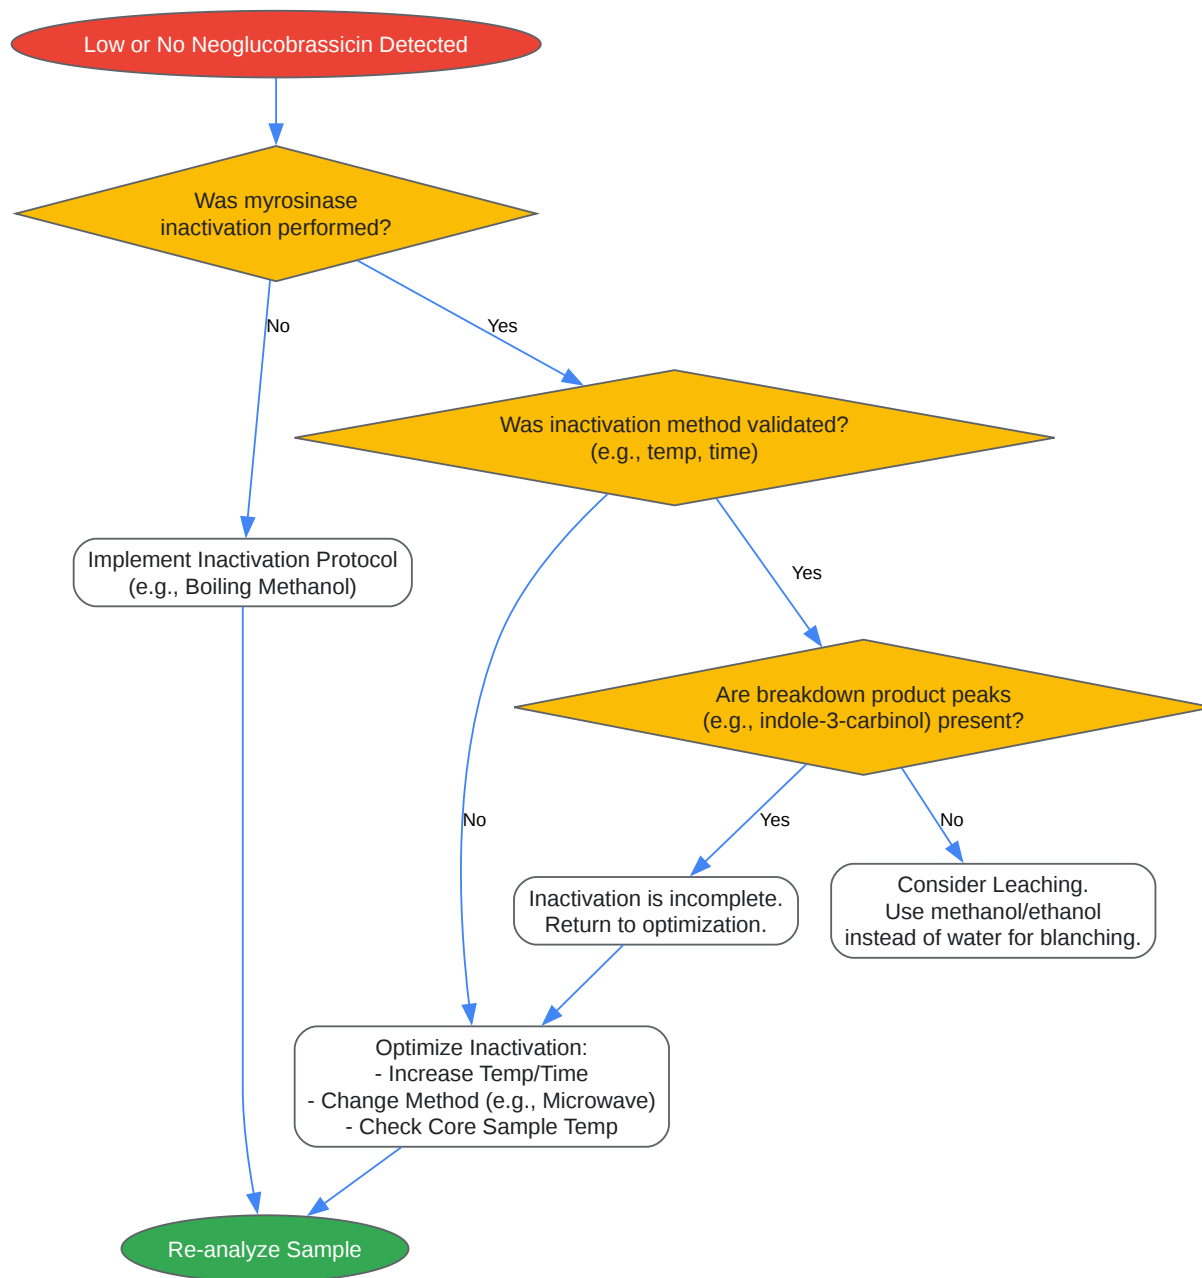 Low or No Neoglucobrassicin Detected
Was myrosinase
inactivation performed?
No
Yes
Was inactivation method validated?
(e.g., temp, time)
Implement Inactivation Protocol
(e.g., Boiling Methanol)
Yes
Are breakdown product peaks
(e.g., indole-3-carbinol) present?
No
Yes
No
Inactivation is incomplete.
Return to optimization.
Consider Leaching.
Use methanol/ethanol
instead of water for blanching.
Optimize Inactivation:
- Increase Temp/Time
- Change Method (e.g., Microwave)
- Check Core Sample Temp
Re-analyze Sample